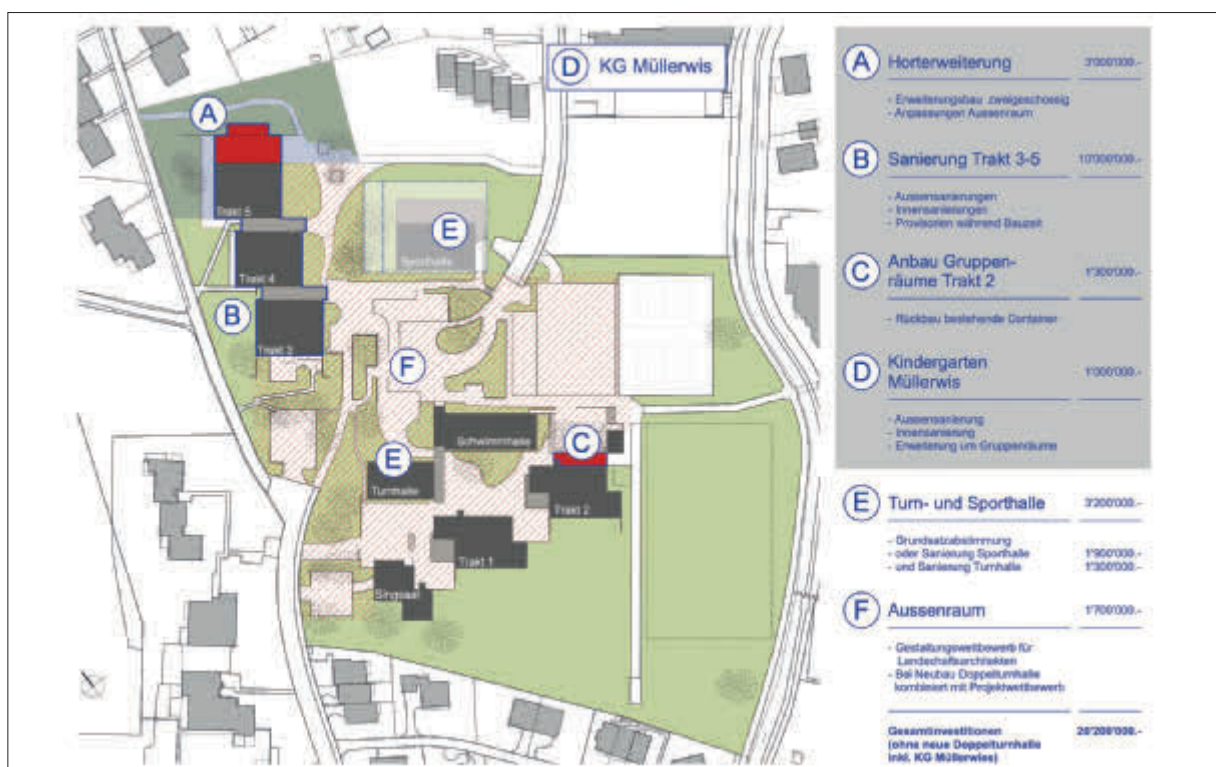 D KG Müllerwis
A
Trakt 5
E
Sporthalle
Trakt 4
B
Trakt 3
F
Schwimmhalle
C
E
Turnhalle
Trakt 2
Trakt 1
Singsaal
A Horterweiterung 3'000'000.-
- Erweiterungsbau zweigeschossig
- Anpassungen Aussenraum
B Sanierung Trakt 3-5 10'000'000.-
- Aussensanierungen
- Innensanierungen
- Provisorien während Bauzeit
C Anbau Gruppen-
räume Trakt 2 1'300'000.-
- Rückbau bestehende Container
D Kindergarten
Müllerwis 1'000'000.-
- Aussensanierung
- Innensanierung
- Erweiterung um Gruppenräume
E Turn- und Sporthalle 3'200'000.-
- Grundsatzabstimmung
- oder Sanierung Sporthalle 1'900'000.-
- und Sanierung Turnhalle 1'300'000.-
F Aussenraum 1'700'000.-
- Gestaltungswettbewerb für
Landschaftsarchitekten
- Bei Neubau Doppelturnhalle
kombiniert mit Projektwettbewerb
Gesamtinvestitionen 20'200'000.-
(ohne neue Doppelturnhalle
inkl. KG Müllerwies)